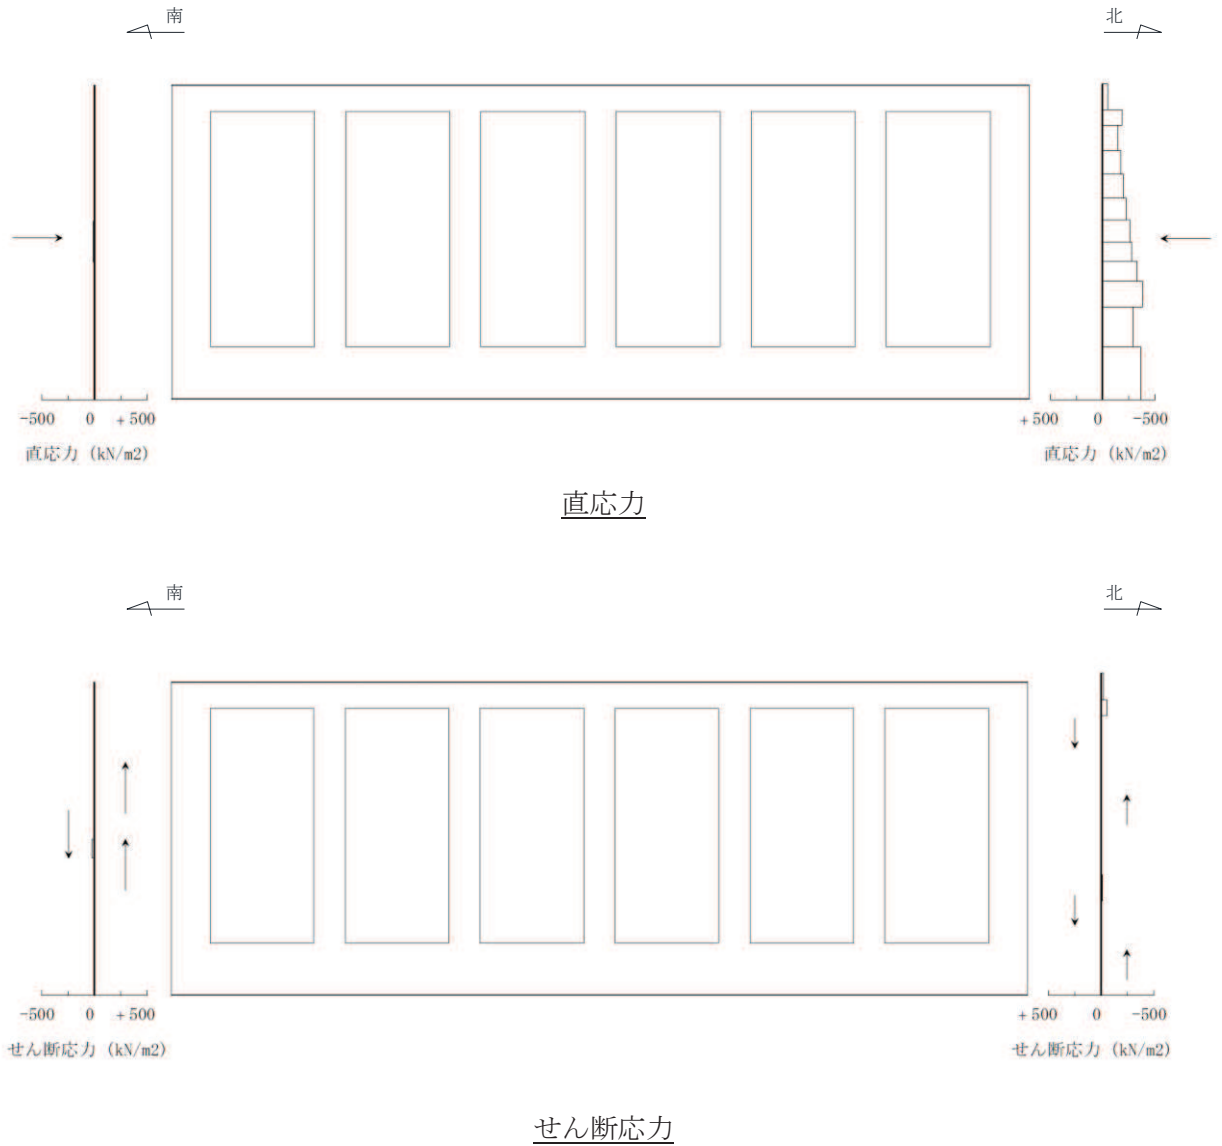 南 北
-500 0 +500 +500 0 -500
直応力 (kN/m2) 直応力 (kN/m2)
直応力
南 北
-500 0 +500 +500 0 -500
せん断応力 (kN/m2) せん断応力 (kN/m2)
せん断応力